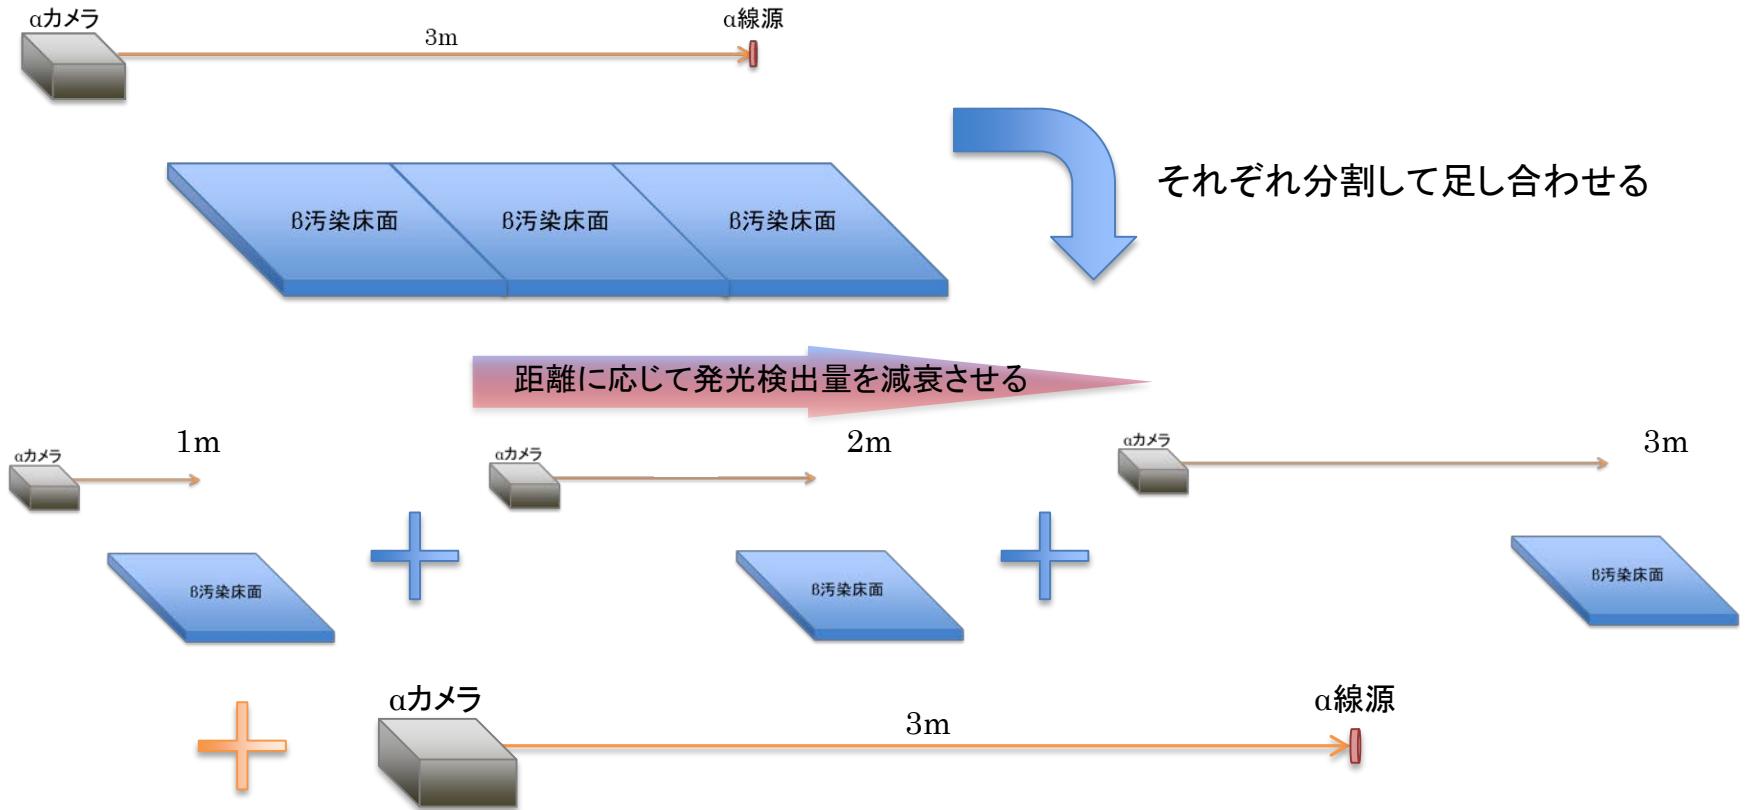 αカメラ
α線源
3m
β汚染床面
β汚染床面
β汚染床面
それぞれ分割して足し合わせる
距離に応じて発光検出量を減衰させる
αカメラ
1m
αカメラ
2m
αカメラ
3m
β汚染床面
β汚染床面
β汚染床面
αカメラ
3m
α線源